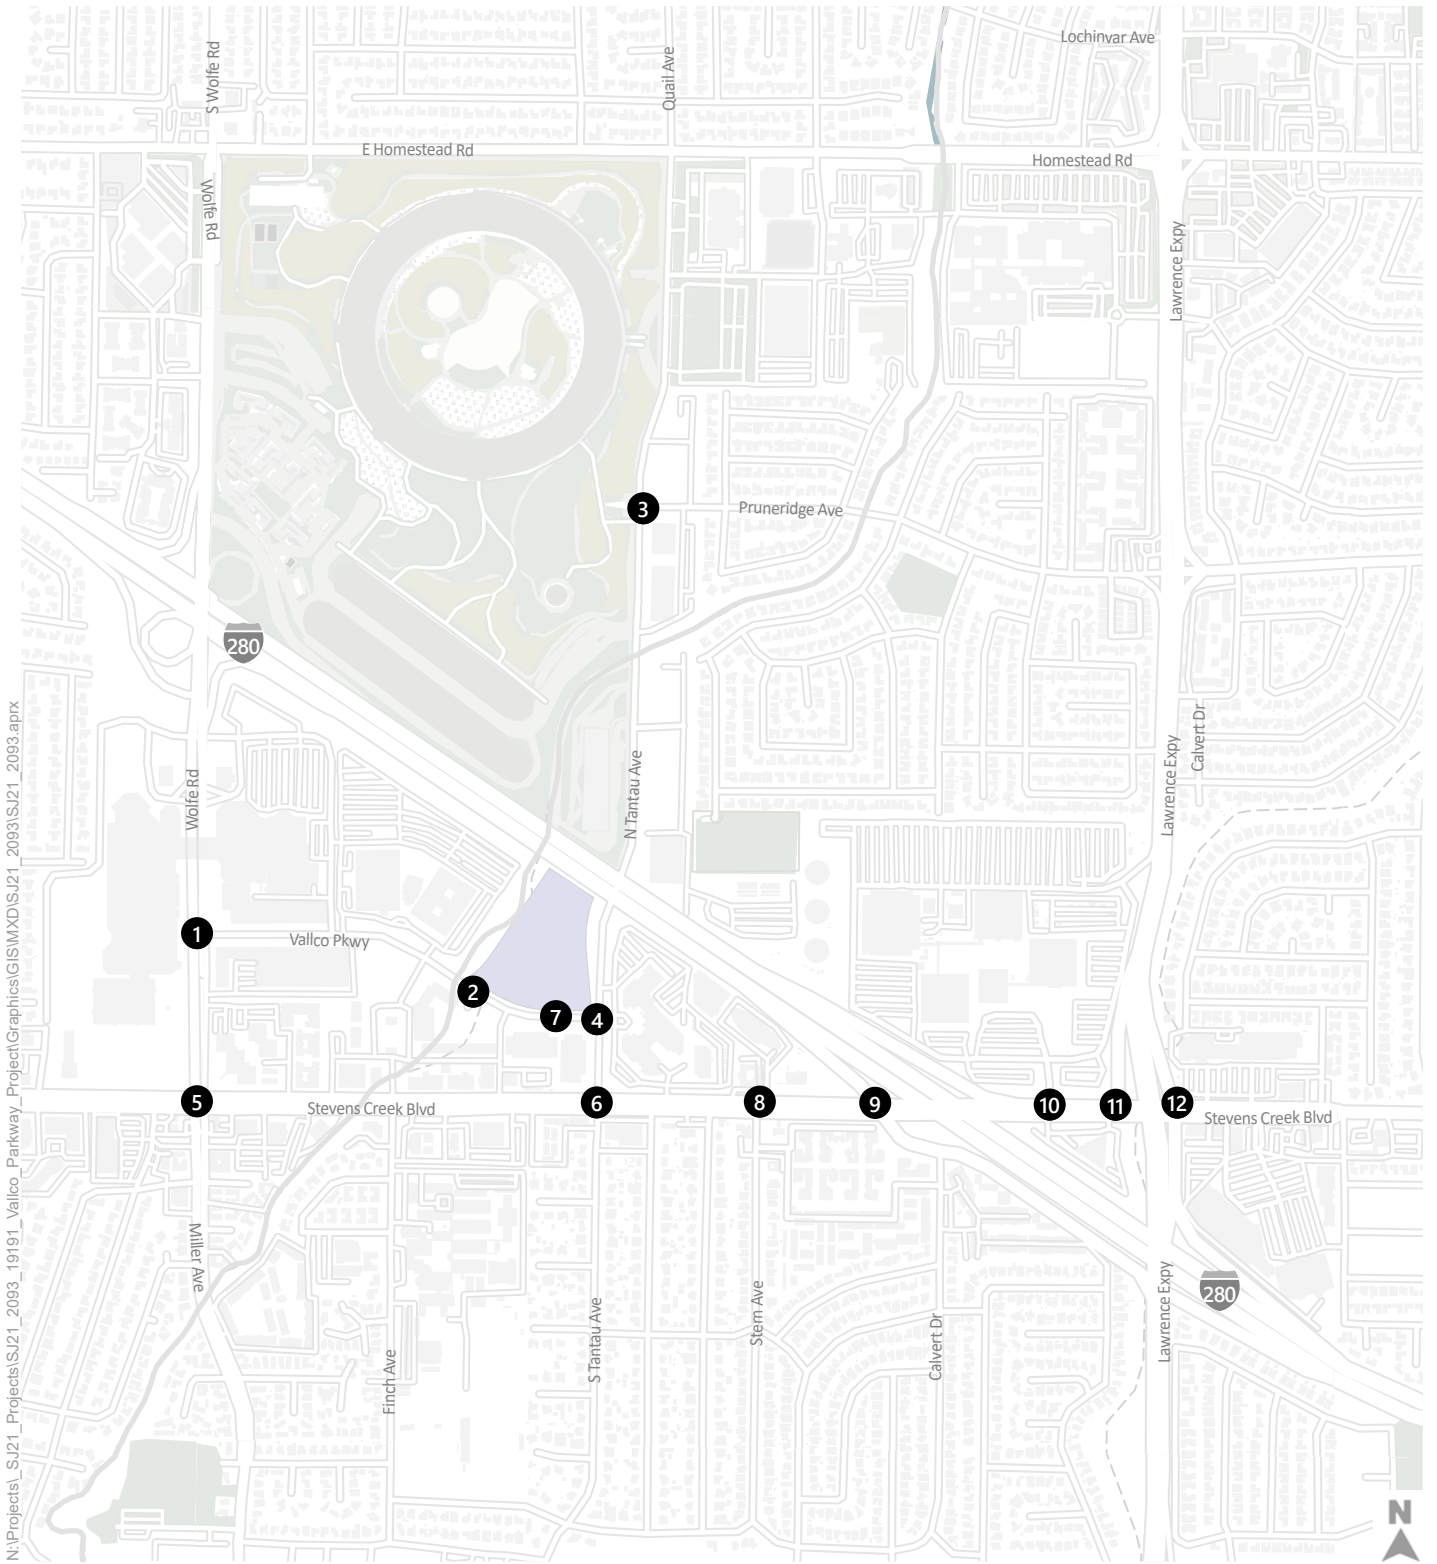 Lochinvar Ave
S Wolfe Rd
Quail Ave
E Homestead Rd
Homestead Rd
Wolfe Rd
Lawrence Expy
3
Pruneridge Ave
280
N:\Projects\_SJ21_Projects\SJ21_2093_19191_Vallco_Parkway_Project\Graphics\GIS\MXD\SJ21_2093\SJ21_2093.aprx
Calvert Dr
Wolfe Rd
N Tantau Ave
Lawrence Expy
1
Vallco Pkwy
2
7
4
5
6
8
9
10
11
12
Stevens Creek Blvd
Stevens Creek Blvd
Miller Ave
280
Finch Ave
S Tantau Ave
Stern Ave
Calvert Dr
Lawrence Expy
N